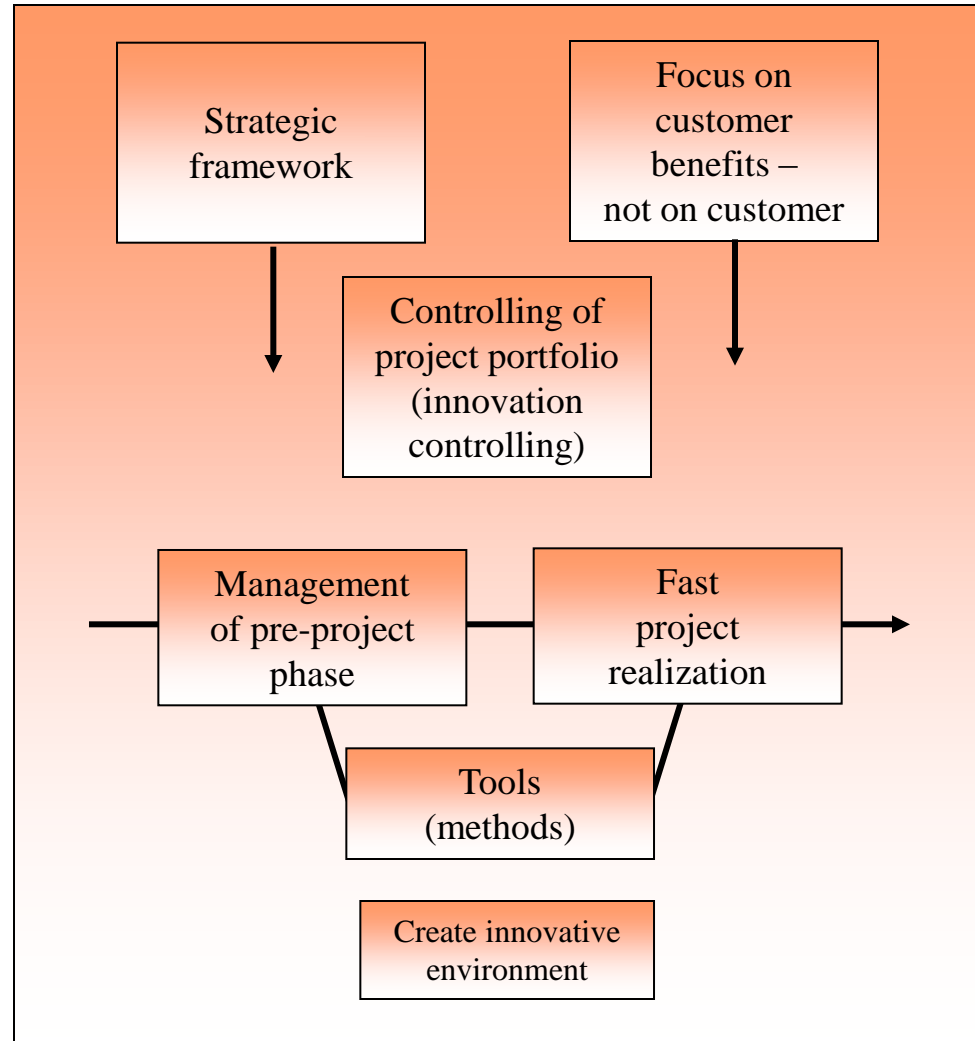 Strategic
framework
Focus on
customer
benefits –
not on customer
Controlling of
project portfolio
(innovation
controlling)
Management
of pre-project
phase
Fast
project
realization
Tools
(methods)
Create innovative
environment